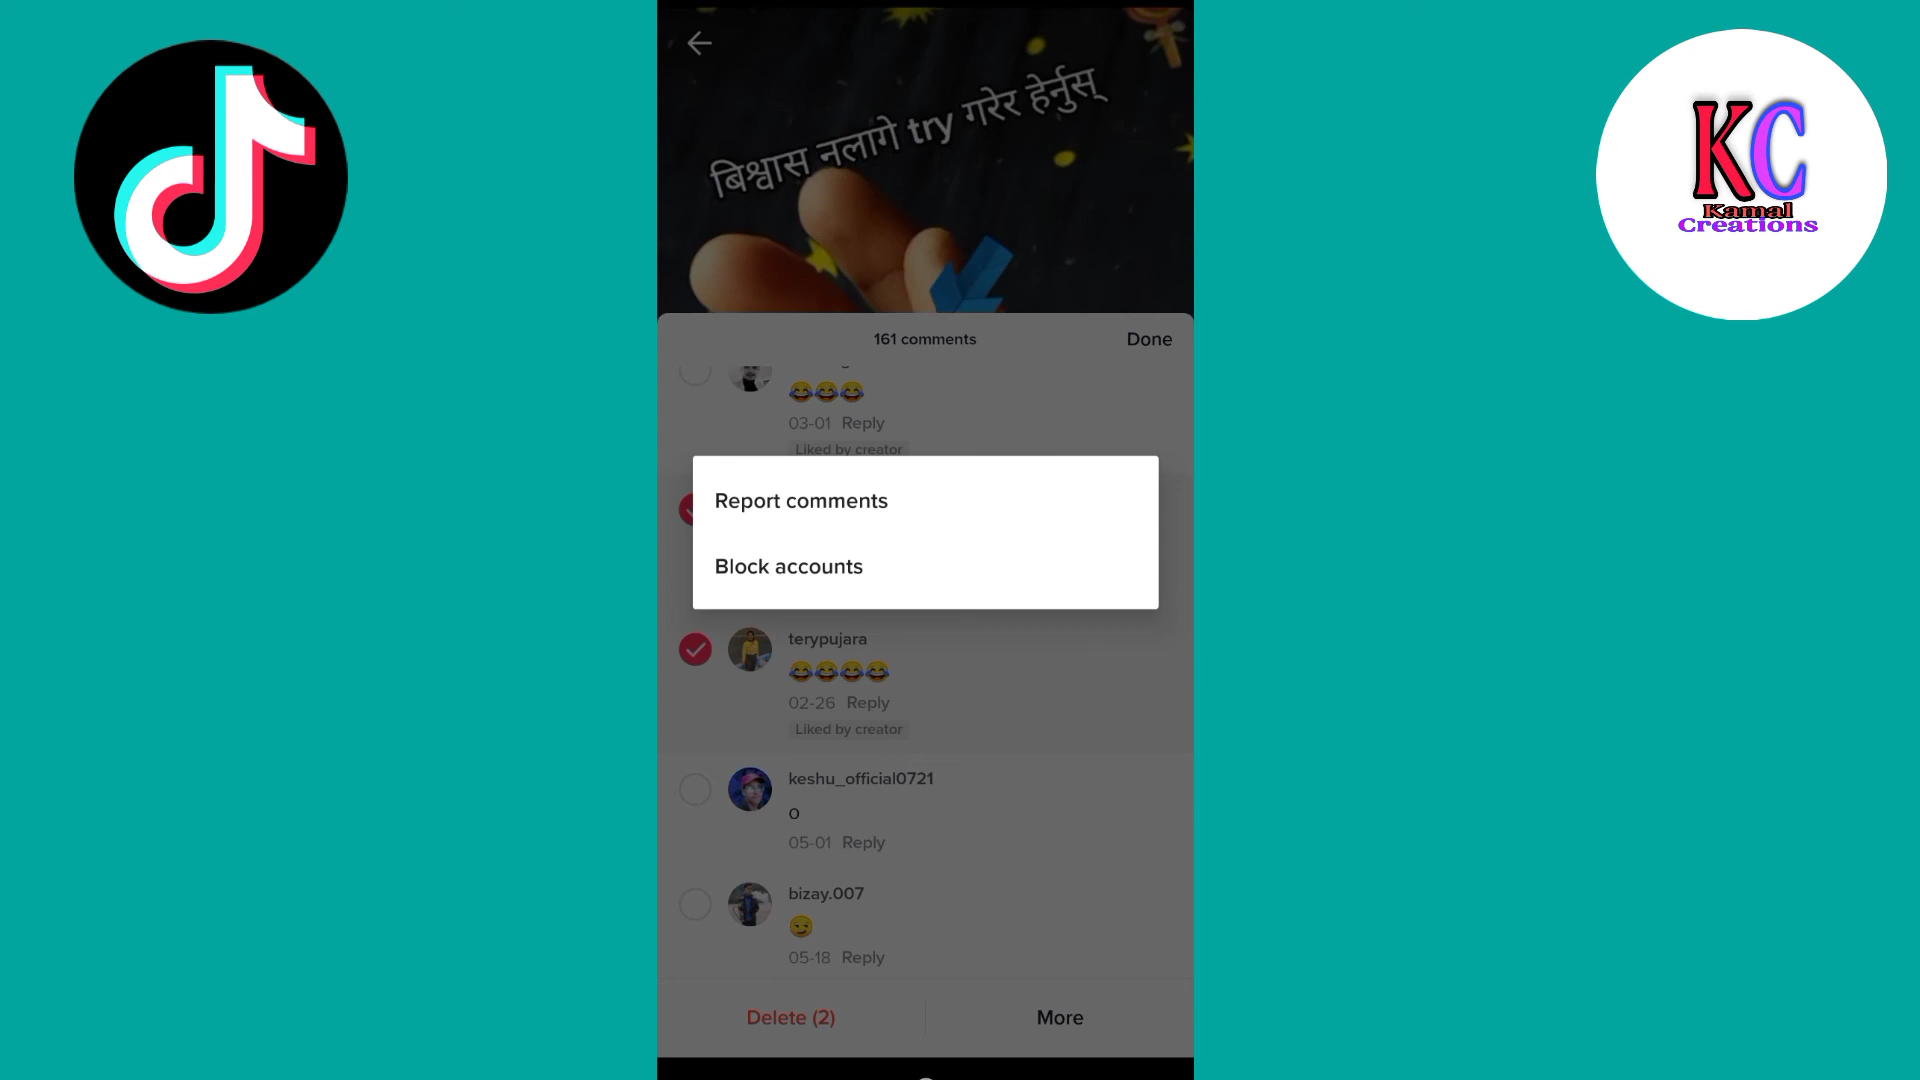 बिश्वास नलागे try गरेर हेर्नुस्
KC
Kamal
Creations
161 comments
Done
03-01 Reply
Liked by creator
Report comments
Block accounts
terypujara
02-26 Reply
Liked by creator
keshu_official0721
O
05-01 Reply
bizay.007
05-18 Reply
Delete (2)
More